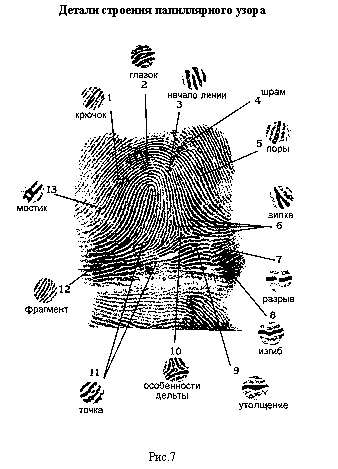 Детали строения папиллярного узора
глазок
2
начало линии
3
шрам
4
1
крючок
5
поры
13
мостик
вилка
6
7
12
фрагмент
разрыв
8
изгиб
10
11
9
особенности
дельты
точка
утолщение
Рис.7